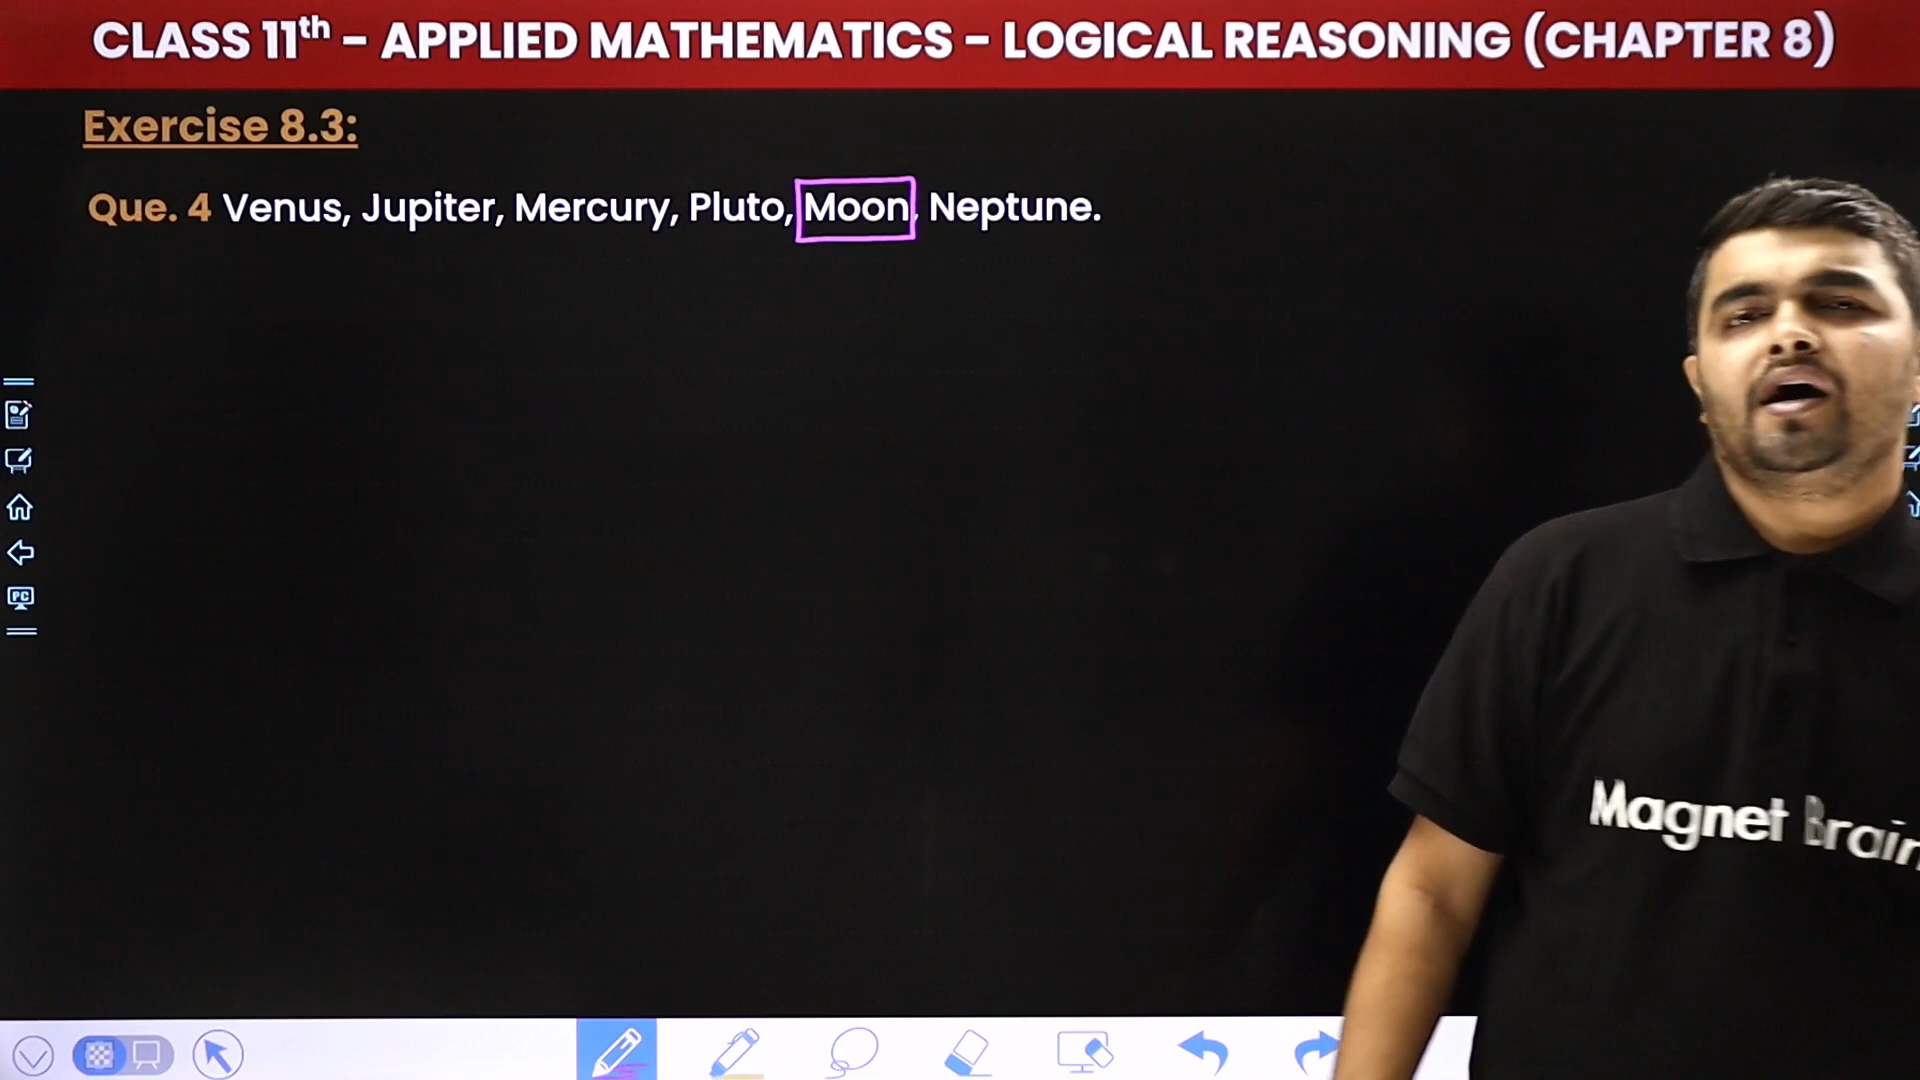 CLASS 11th - APPLIED MATHEMATICS - LOGICAL REASONING (CHAPTER 8)
Exercise 8.3:
Que. 4 Venus, Jupiter, Mercury, Pluto, Moon, Neptune.
PC
Magnet Brain